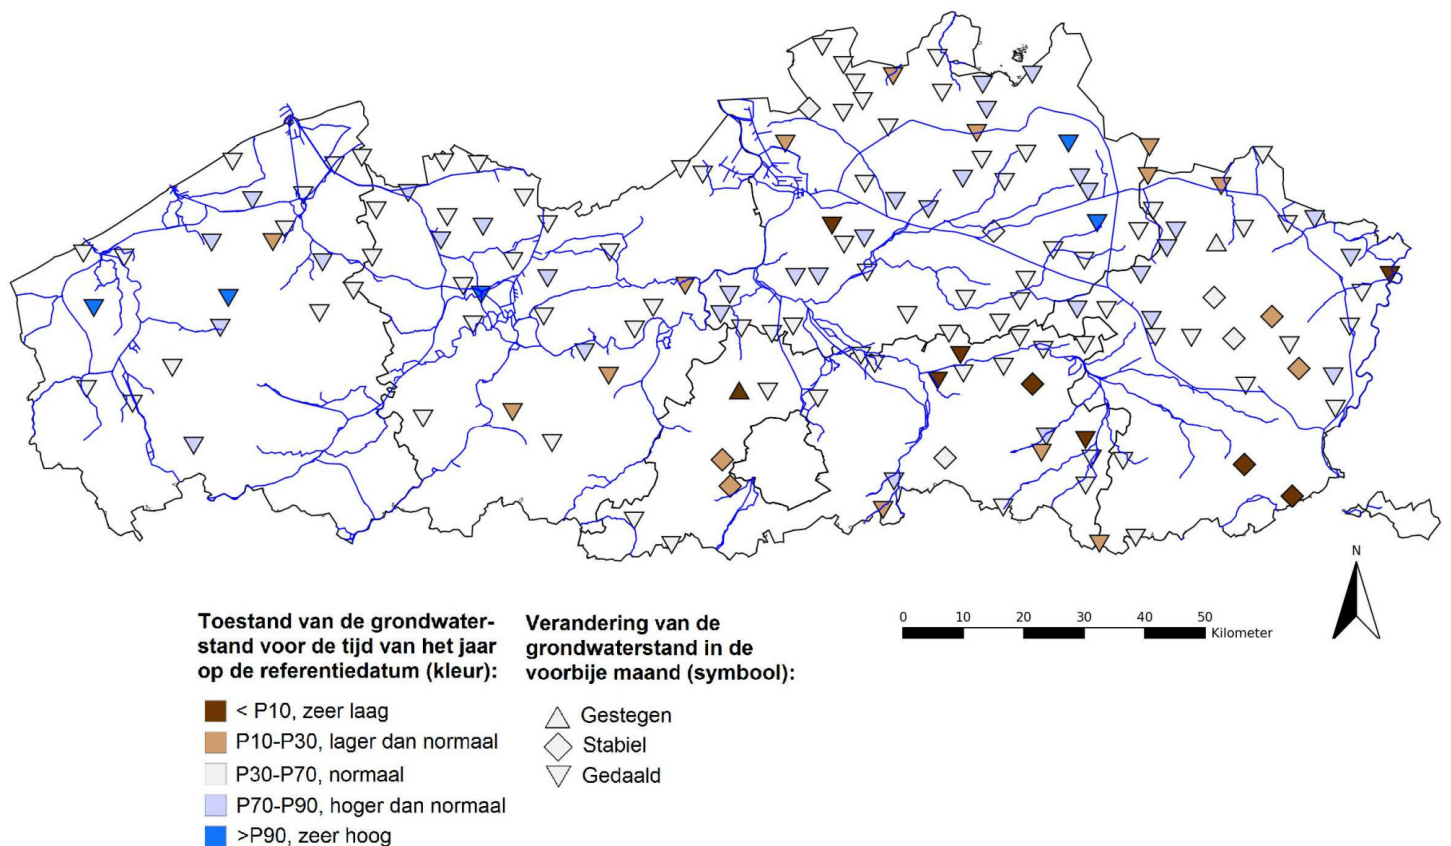 N
0 10 20 30 40 50
Kilometer
Toestand van de grondwater-
stand voor de tijd van het jaar
op de referentiedatum (kleur):
< P10, zeer laag
P10-P30, lager dan normaal
P30-P70, normaal
P70-P90, hoger dan normaal
>P90, zeer hoog
Verandering van de
grondwaterstand in de
voorbije maand (symbool):
Gestegen
Stabiel
Gedaald